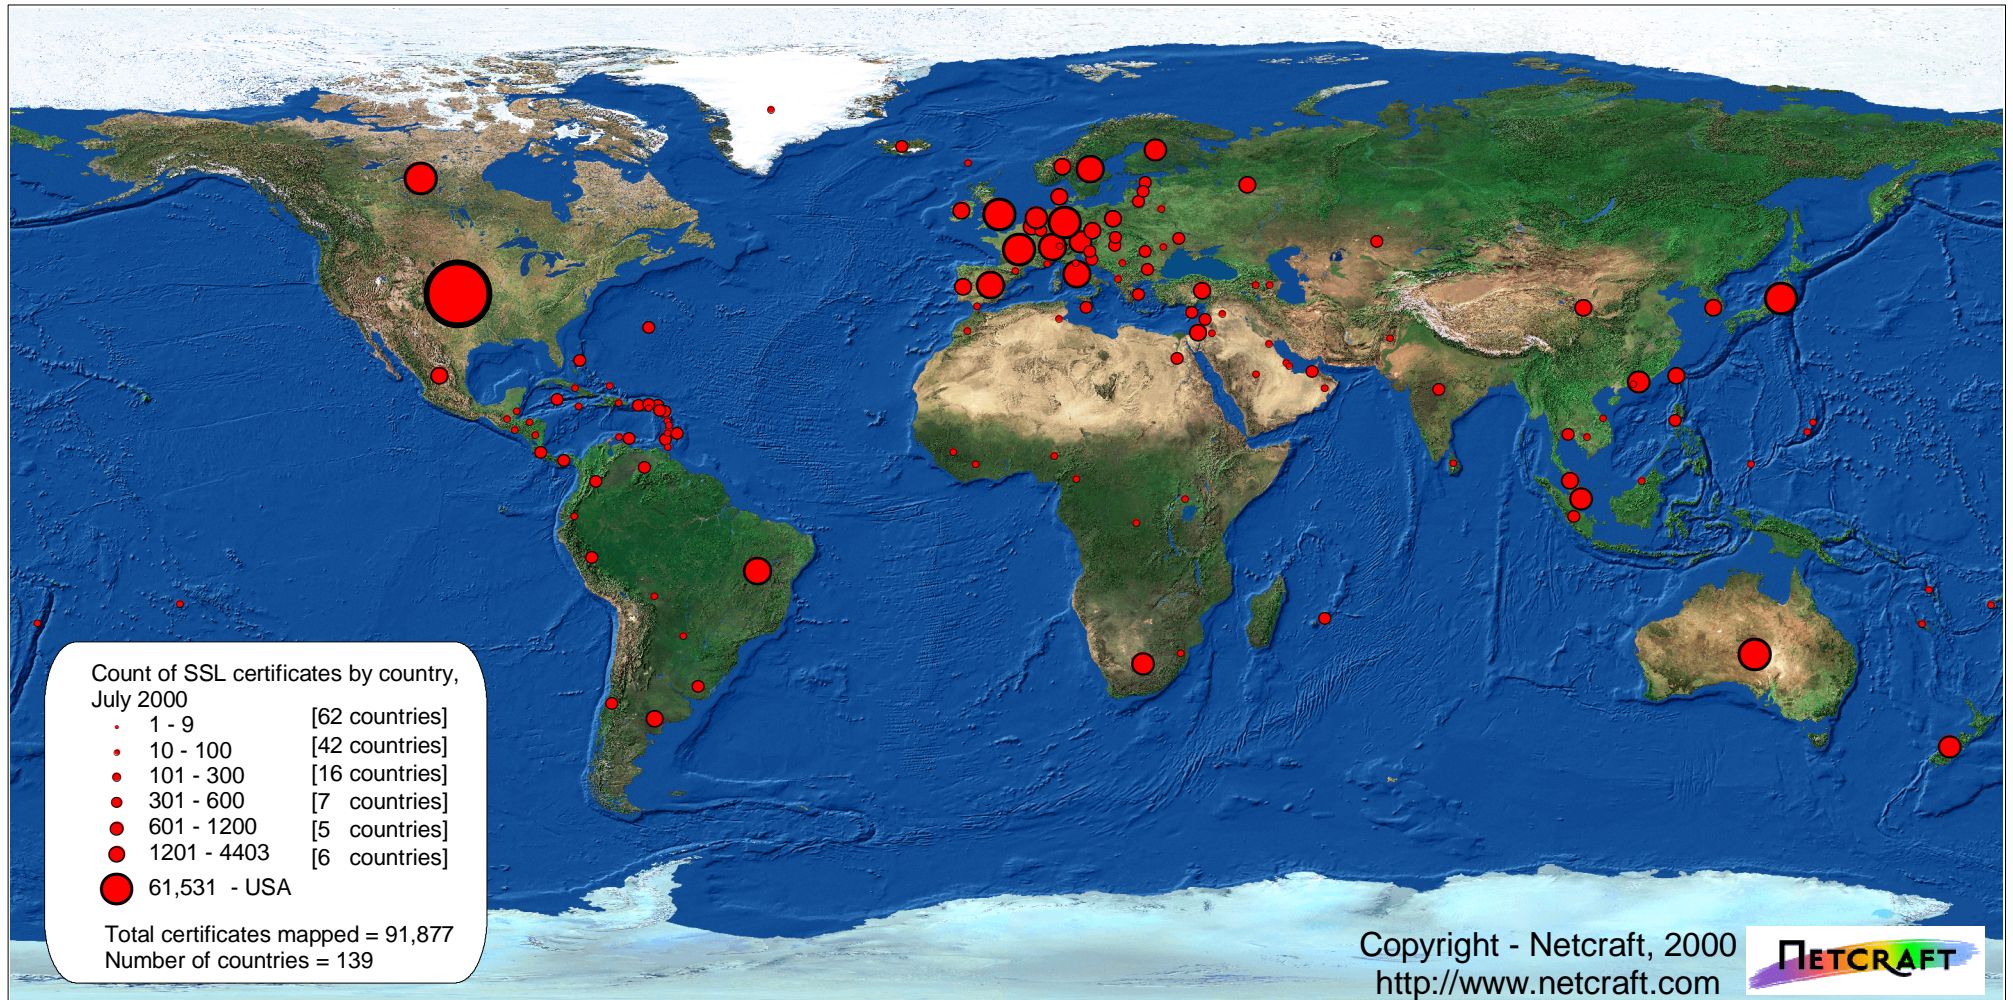 Count of SSL certificates by country,
July 2000
1 - 9 [62 countries]
10 - 100 [42 countries]
101 - 300 [16 countries]
301 - 600 [7 countries]
601 - 1200 [5 countries]
1201 - 4403 [6 countries]
61,531 - USA
Total certificates mapped = 91,877
Number of countries = 139
Copyright - Netcraft, 2000
http://www.netcraft.com
NETCRAFT